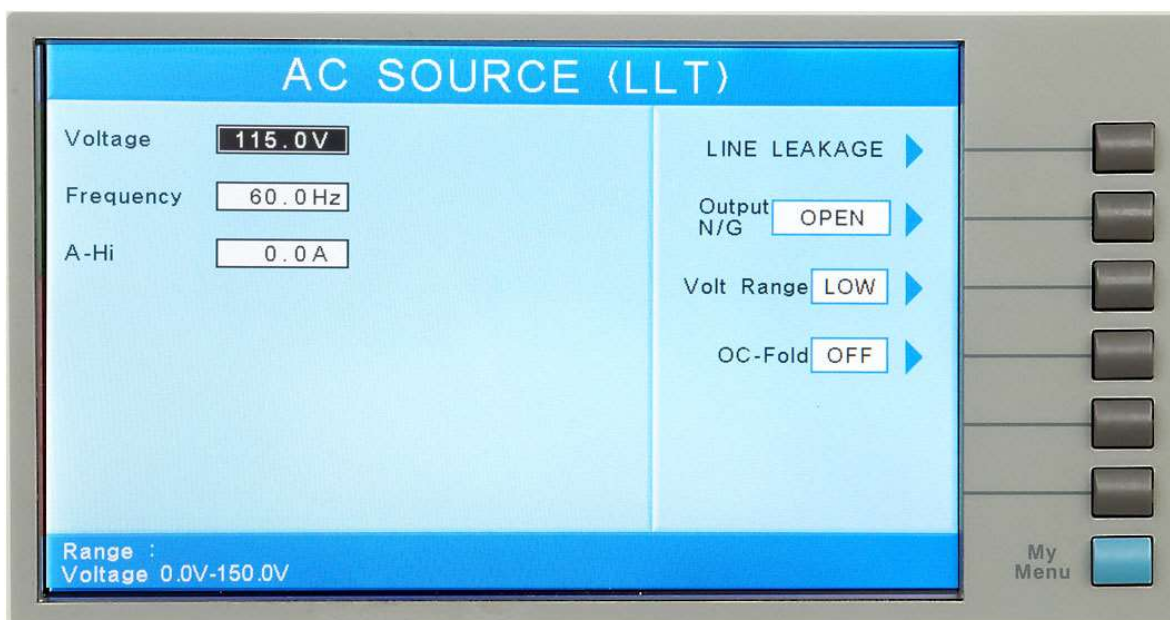 AC SOURCE (LLT)
Voltage 115.0V
Frequency 60.0Hz
A-Hi 0.0A
LINE LEAKAGE
Output N/G OPEN
Volt Range LOW
OC-Fold OFF
Range :
Voltage 0.0V-150.0V
My
Menu